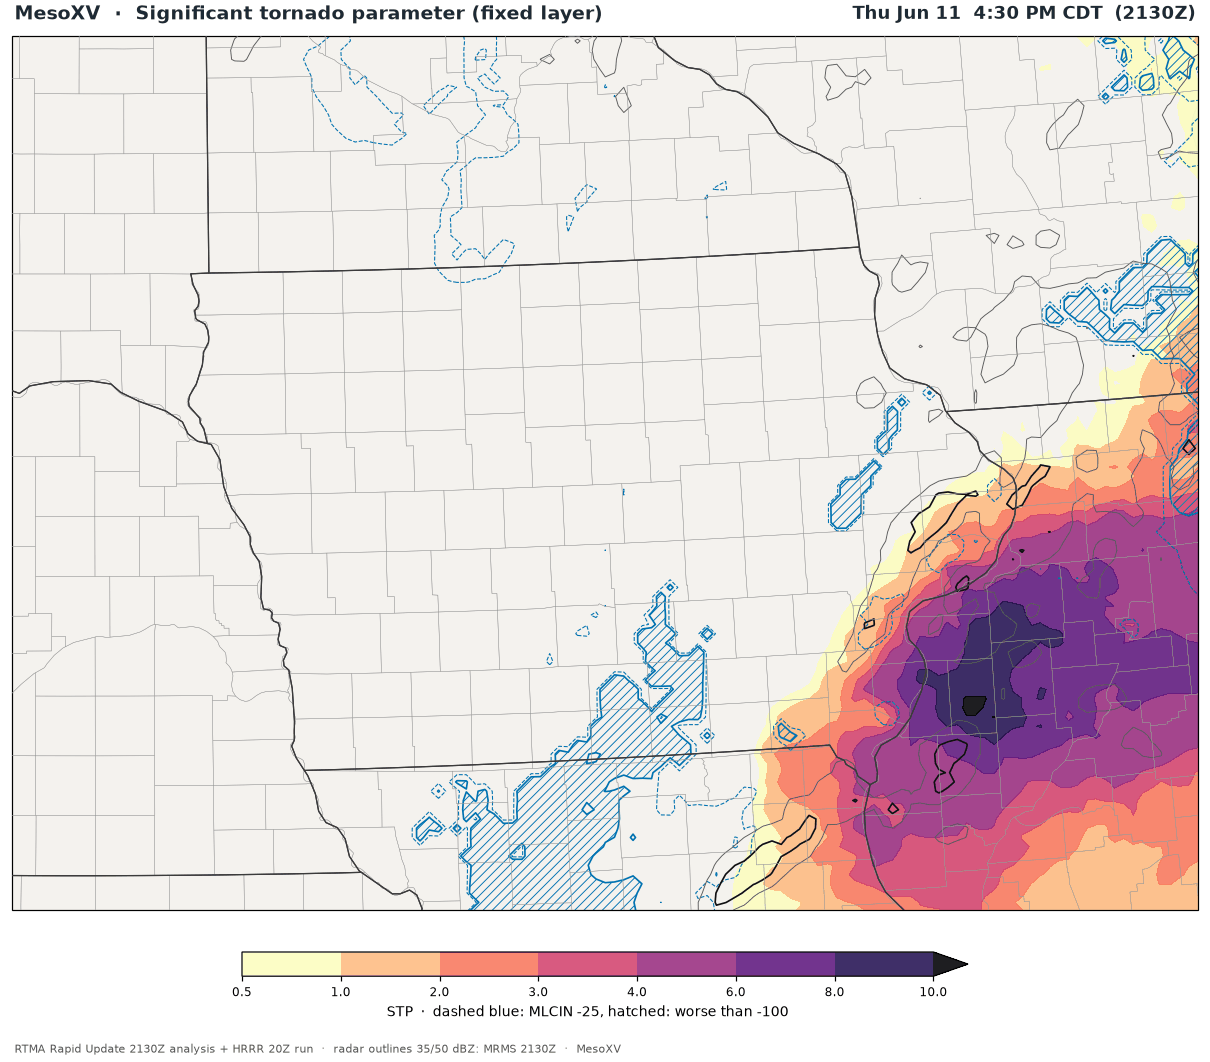 MesoXV · Significant tornado parameter (fixed layer)
Thu Jun 11 4:30 PM CDT (2130Z)
0.5 1.0 2.0 3.0 4.0 6.0 8.0 10.0
STP · dashed blue: MLCIN -25, hatched: worse than -100
RTMA Rapid Update 2130Z analysis + HRRR 20Z run · radar outlines 35/50 dBZ: MRMS 2130Z · MesoXV